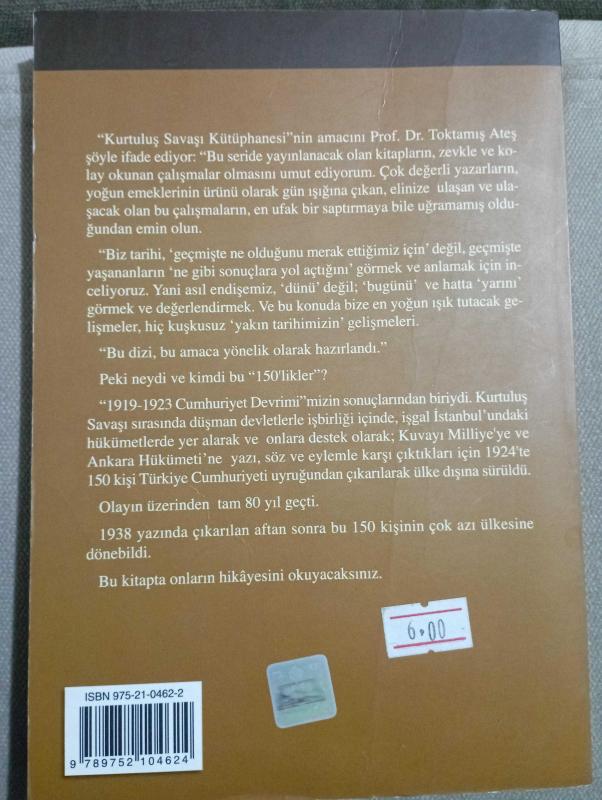 "Kurtuluş Savaşı Kütüphanesi"nin amacını Prof. Dr. Toktamış Ateş
şöyle ifade ediyor: "Bu seride yayınlanacak olan kitapların, zevkle ve ko-
lay okunan çalışmalar olmasını umut ediyorum. Çok değerli yazarların,
yoğun emeklerinin ürünü olarak gün ışığına çıkan, elinize ulaşan ve ula-
şacak olan bu çalışmaların, en ufak bir saptırmaya bile uğramamış oldu-
ğundan emin olun.
"Biz tarihi, 'geçmişte ne olduğunu merak ettiğimiz için' değil, geçmişte
yaşananların 'ne gibi sonuçlara yol açtığını' görmek ve anlamak için in-
celiyoruz. Yani asıl endişemiz, 'dünü' değil; 'bugünü' ve hatta 'yarını'
görmek ve değerlendirmek. Ve bu konuda bize en yoğun ışık tutacak ge-
lişmeler, hiç kuşkusuz 'yakın tarihimizin' gelişmeleri.
"Bu dizi, bu amaca yönelik olarak hazırlandı."
Peki neydi ve kimdi bu "150'likler"?
"1919-1923 Cumhuriyet Devrimi"mizin sonuçlarından biriydi. Kurtuluş
Savaşı sırasında düşman devletlerle işbirliği içinde, işgal İstanbul'undaki
hükümetlerde yer alarak ve onlara destek olarak; Kuvayı Milliye'ye ve
Ankara Hükümeti'ne yazı, söz ve eylemle karşı çıktıkları için 1924'te
150 kişi Türkiye Cumhuriyeti uyruğundan çıkarılarak ülke dışına sürüldü.
Olayın üzerinden tam 80 yıl geçti.
1938 yazında çıkarılan aftan sonra bu 150 kişinin çok azı ülkesine
dönebildi.
Bu kitapta onların hikâyesini okuyacaksınız.
6,00
ISBN 975-21-0462-2
9 789752 104624